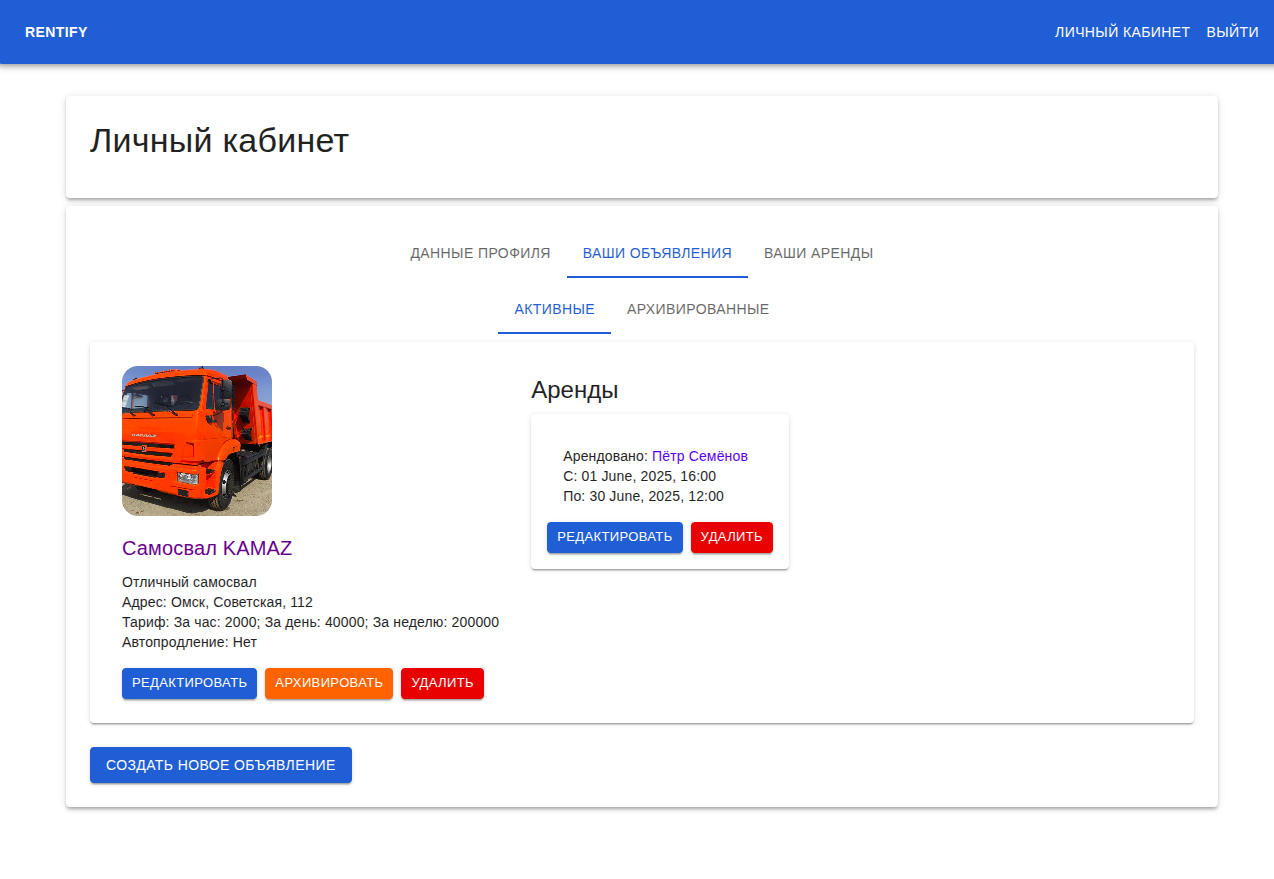 RENTIFY
ЛИЧНЫЙ КАБИНЕТ ВЫЙТИ
Личный кабинет
ДАННЫЕ ПРОФИЛЯ ВАШИ ОБЪЯВЛЕНИЯ ВАШИ АРЕНДЫ
АКТИВНЫЕ АРХИВИРОВАННЫЕ
Самосвал KAMAZ
Отличный самосвал
Адрес: Омск, Советская, 112
Тариф: За час: 2000; За день: 40000; За неделю: 200000
Автопродление: Нет
РЕДАКТИРОВАТЬ АРХИВИРОВАТЬ УДАЛИТЬ
Аренды
Арендовано: Пётр Семёнов
С: 01 June, 2025, 16:00
По: 30 June, 2025, 12:00
РЕДАКТИРОВАТЬ УДАЛИТЬ
СОЗДАТЬ НОВОЕ ОБЪЯВЛЕНИЕ